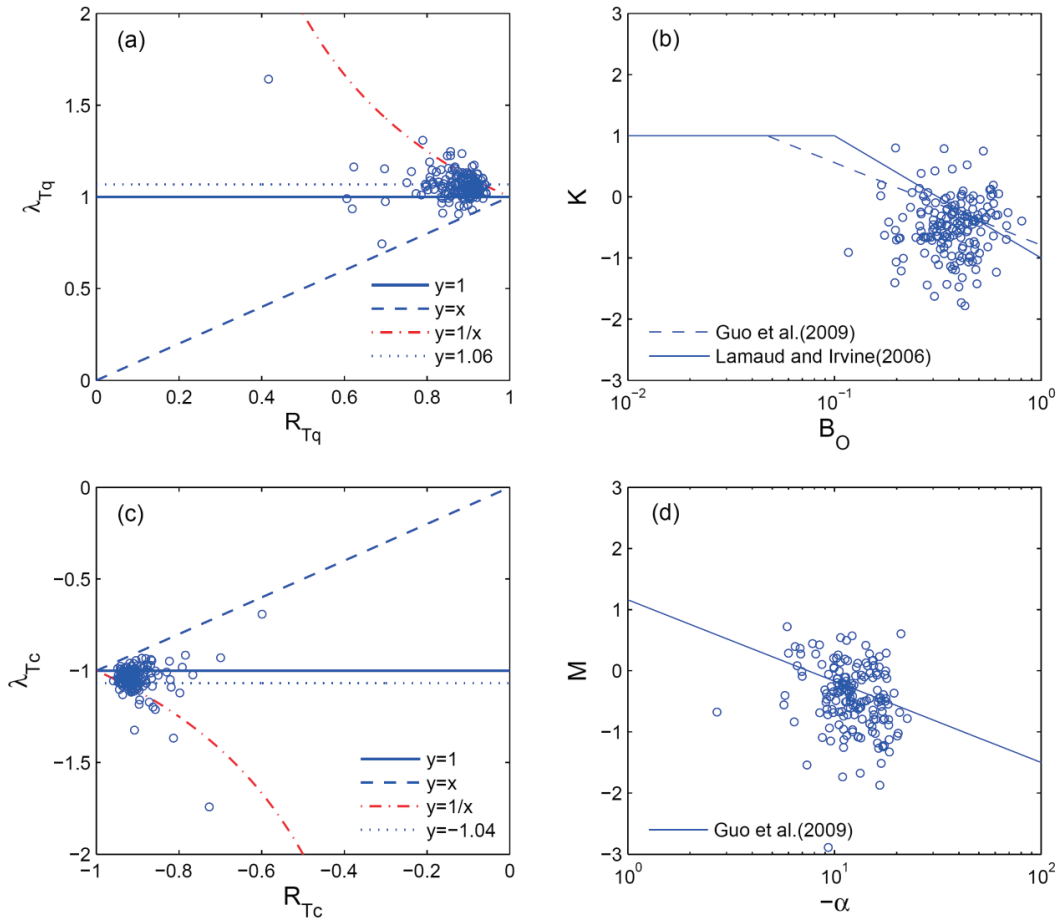 (a)
2
1.5
1
0.5
0
λTq
0
0.2
0.4
0.6
0.8
1
RTq
y=1
y=x
y=1/x
y=1.06
(b)
3
2
1
0
−1
−2
−3
K
10−2
10−1
100
BO
Guo et al.(2009)
Lamaud and Irvine(2006)
(c)
0
−0.5
−1
−1.5
−2
λTc
−1
−0.8
−0.6
−0.4
−0.2
0
RTc
y=1
y=x
y=1/x
y=−1.04
(d)
3
2
1
0
−1
−2
−3
M
100
101
102
−α
Guo et al.(2009)